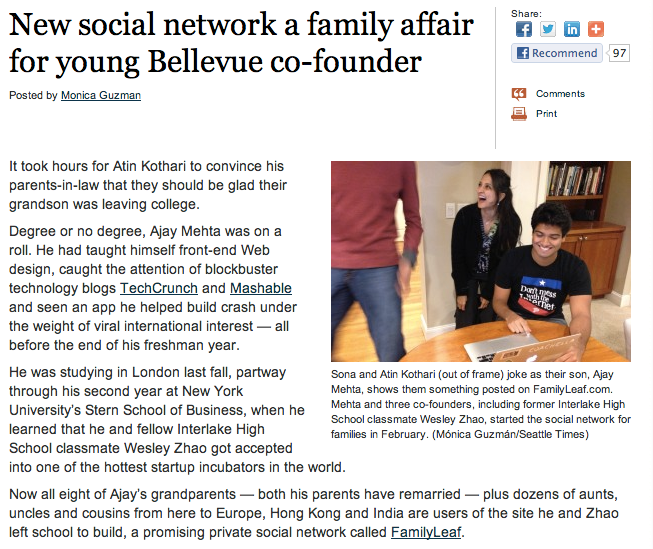 New social network a family affair
for young Bellevue co-founder
Posted by Monica Guzman
Share:
Recommend 97
Comments
Print
It took hours for Atin Kothari to convince his
parents-in-law that they should be glad their
grandson was leaving college.
Degree or no degree, Ajay Mehta was on a
roll. He had taught himself front-end Web
design, caught the attention of blockbuster
technology blogs TechCrunch and Mashable
and seen an app he helped build crash under
the weight of viral international interest — all
before the end of his freshman year.
He was studying in London last fall, partway
through his second year at New York
University's Stern School of Business, when he
learned that he and fellow Interlake High
School classmate Wesley Zhao got accepted
into one of the hottest startup incubators in the world.
Don't mess
with the
Internet
COACHELLA
Sona and Atin Kothari (out of frame) joke as their son, Ajay
Mehta, shows them something posted on FamilyLeaf.com.
Mehta and three co-founders, including former Interlake High
School classmate Wesley Zhao, started the social network for
families in February. (Mónica Guzmán/Seattle Times)
Now all eight of Ajay's grandparents — both his parents have remarried — plus dozens of aunts,
uncles and cousins from here to Europe, Hong Kong and India are users of the site he and Zhao
left school to build, a promising private social network called FamilyLeaf.